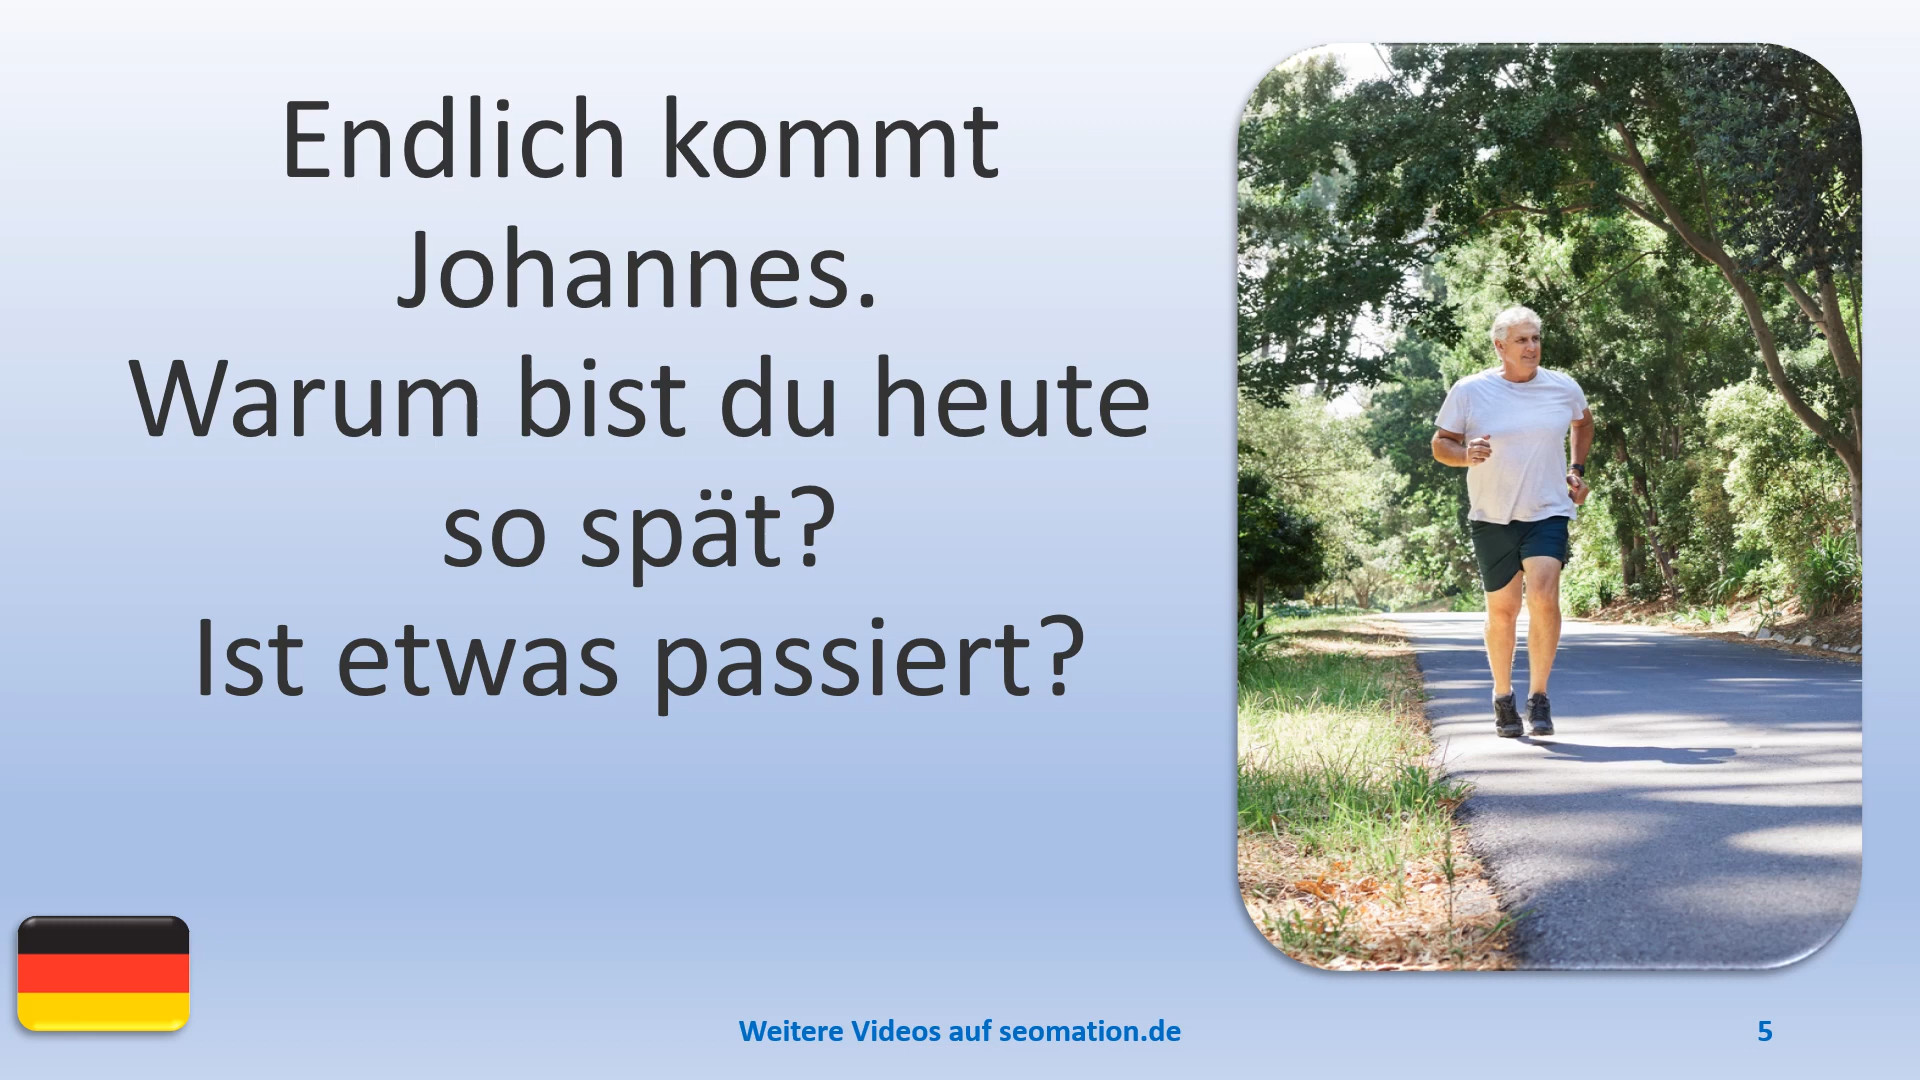 Endlich kommt
Johannes.
Warum bist du heute
so spät?
Ist etwas passiert?
Weitere Videos auf seomation.de
5